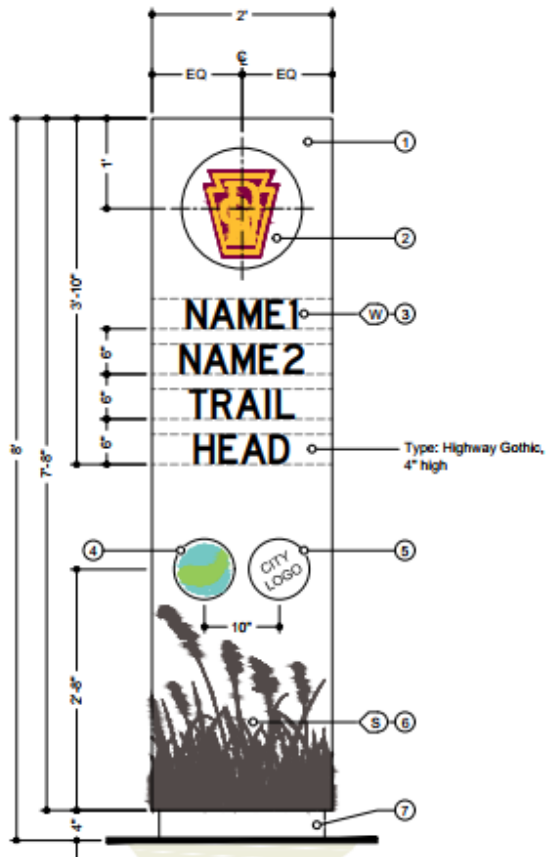 2'
℄
EQ EQ
1
1'
2
3'-10"
NAME1 W 3
6"
NAME2
6"
TRAIL
6"
HEAD
Type: Highway Gothic,
4" high
8'
7'-8"
4 5
CITY
LOGO
10"
2'-8"
S 6
7
4"